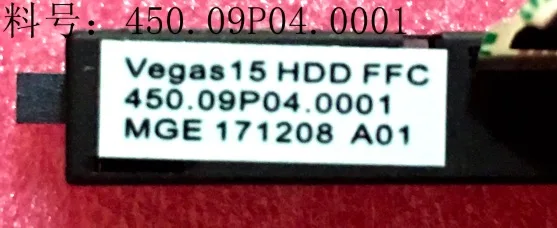 料号: 450.09P04.0001
Vegas15 HDD FFC
450.09P04.0001
MGE 171208 A01